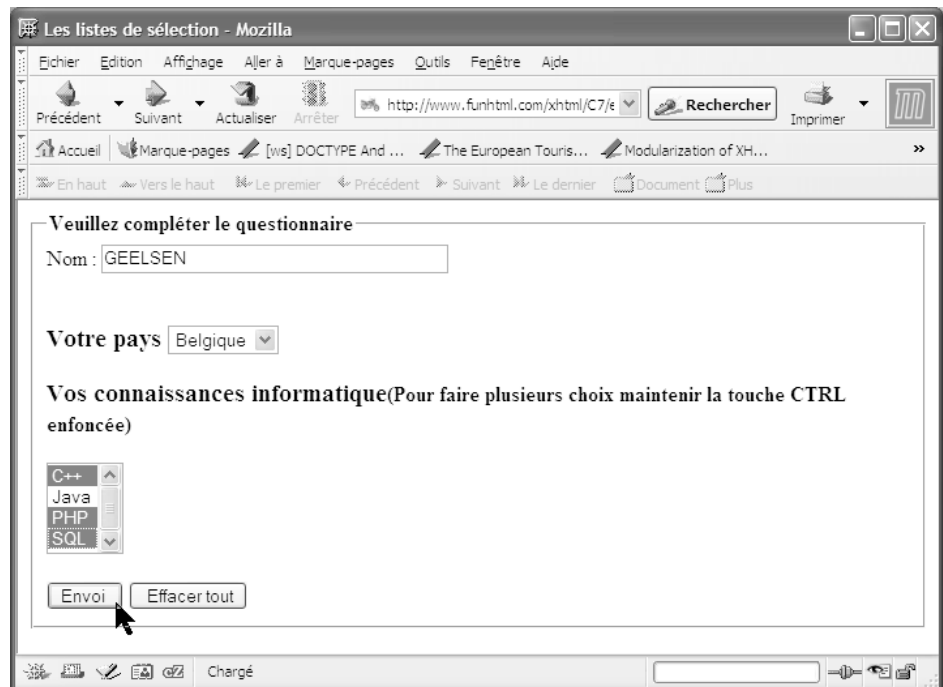 Les listes de sélection - Mozilla
Fichier Edition Affichage Aller à Marque-pages Outils Fenêtre Aide
Précédent Suivant Actualiser Arrêter http://www.funhtml.com/xhtml/C7/e Rechercher Imprimer
Accueil Marque-pages [ws] DOCTYPE And ... The European Touris... Modularization of XH... »
En haut Vers le haut Le premier Précédent Suivant Le dernier Document Plus
Veuillez compléter le questionnaire
Nom : GEELSEN
Votre pays Belgique
Vos connaissances informatique(Pour faire plusieurs choix maintenir la touche CTRL
enfoncée)
C++
Java
PHP
SQL
Envoi Effacer tout
Chargé